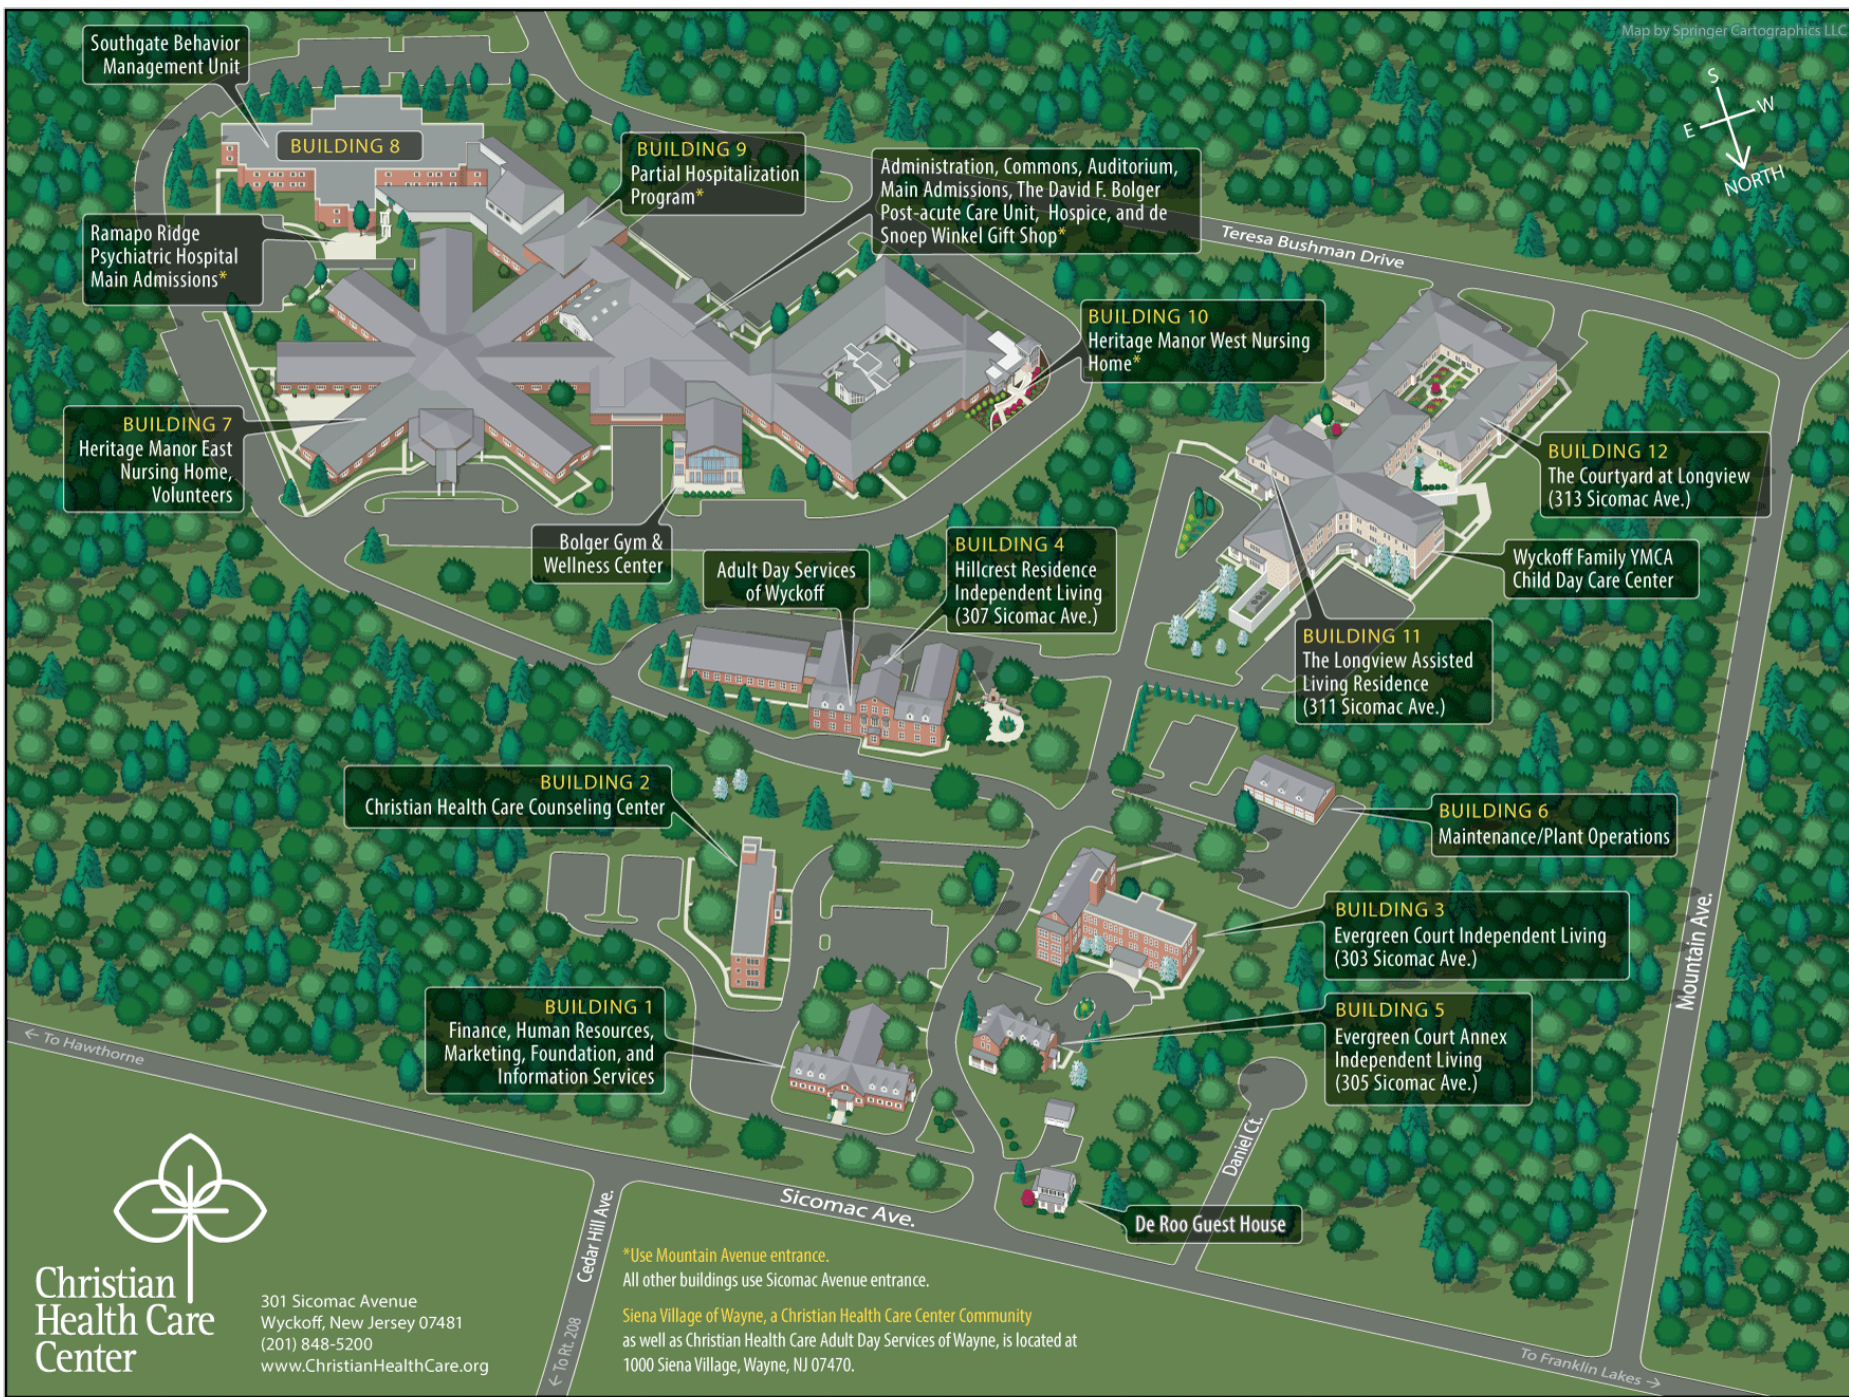 Map by Springer Cartographics LLC
Southgate Behavior
Management Unit
BUILDING 8
BUILDING 9
Partial Hospitalization
Program*
Administration, Commons, Auditorium,
Main Admissions, The David F. Bolger
Post-acute Care Unit, Hospice, and de
Snoep Winkel Gift Shop*
S
W
E
NORTH
Ramapo Ridge
Psychiatric Hospital
Main Admissions*
Teresa Bushman Drive
BUILDING 10
Heritage Manor West Nursing
Home*
BUILDING 7
Heritage Manor East
Nursing Home,
Volunteers
BUILDING 12
The Courtyard at Longview
(313 Sicomac Ave.)
Bolger Gym &
Wellness Center
Adult Day Services
of Wyckoff
BUILDING 4
Hillcrest Residence
Independent Living
(307 Sicomac Ave.)
Wyckoff Family YMCA
Child Day Care Center
BUILDING 11
The Longview Assisted
Living Residence
(311 Sicomac Ave.)
BUILDING 2
Christian Health Care Counseling Center
BUILDING 6
Maintenance/Plant Operations
BUILDING 3
Evergreen Court Independent Living
(303 Sicomac Ave.)
Mountain Ave.
BUILDING 1
Finance, Human Resources,
Marketing, Foundation, and
Information Services
BUILDING 5
Evergreen Court Annex
Independent Living
(305 Sicomac Ave.)
← To Hawthorne
Daniel Ct.
Sicomac Ave.
Cedar Hill Ave.
← To Rt. 208
De Roo Guest House
Christian
Health Care
Center
301 Sicomac Avenue
Wyckoff, New Jersey 07481
(201) 848-5200
www.ChristianHealthCare.org
*Use Mountain Avenue entrance.
All other buildings use Sicomac Avenue entrance.
Siena Village of Wayne, a Christian Health Care Center Community
as well as Christian Health Care Adult Day Services of Wayne, is located at
1000 Siena Village, Wayne, NJ 07470.
To Franklin Lakes →